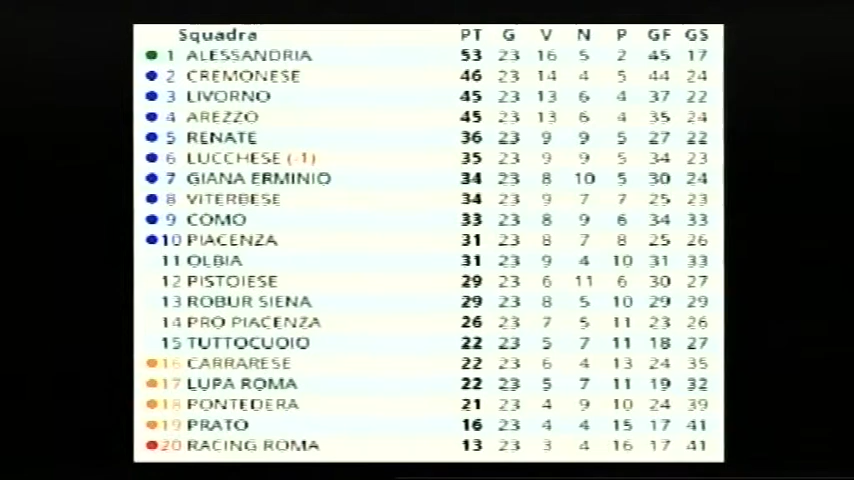 Squadra PT G V N P GF GS
1 ALESSANDRIA 53 23 16 5 2 45 17
2 CREMONESE 46 23 14 4 5 44 24
3 LIVORNO 45 23 13 6 4 37 22
4 AREZZO 45 23 13 6 4 35 24
5 RENATE 36 23 9 9 5 27 22
6 LUCCHESE (-1) 35 23 9 9 5 34 23
7 GIANA ERMINIO 34 23 8 10 5 30 24
8 VITERBESE 34 23 9 7 7 25 23
9 COMO 33 23 8 9 6 34 33
10 PIACENZA 31 23 8 7 8 25 26
11 OLBIA 31 23 9 4 10 31 33
12 PISTOIESE 29 23 6 11 6 30 27
13 ROBUR SIENA 29 23 8 5 10 29 29
14 PRO PIACENZA 26 23 7 5 11 23 26
15 TUTTOCUOIO 22 23 5 7 11 18 27
16 CARRARESE 22 23 6 4 13 24 35
17 LUPA ROMA 22 23 5 7 11 19 32
18 PONTEDERA 21 23 4 9 10 24 39
19 PRATO 16 23 4 4 15 17 41
20 RACING ROMA 13 23 3 4 16 17 41